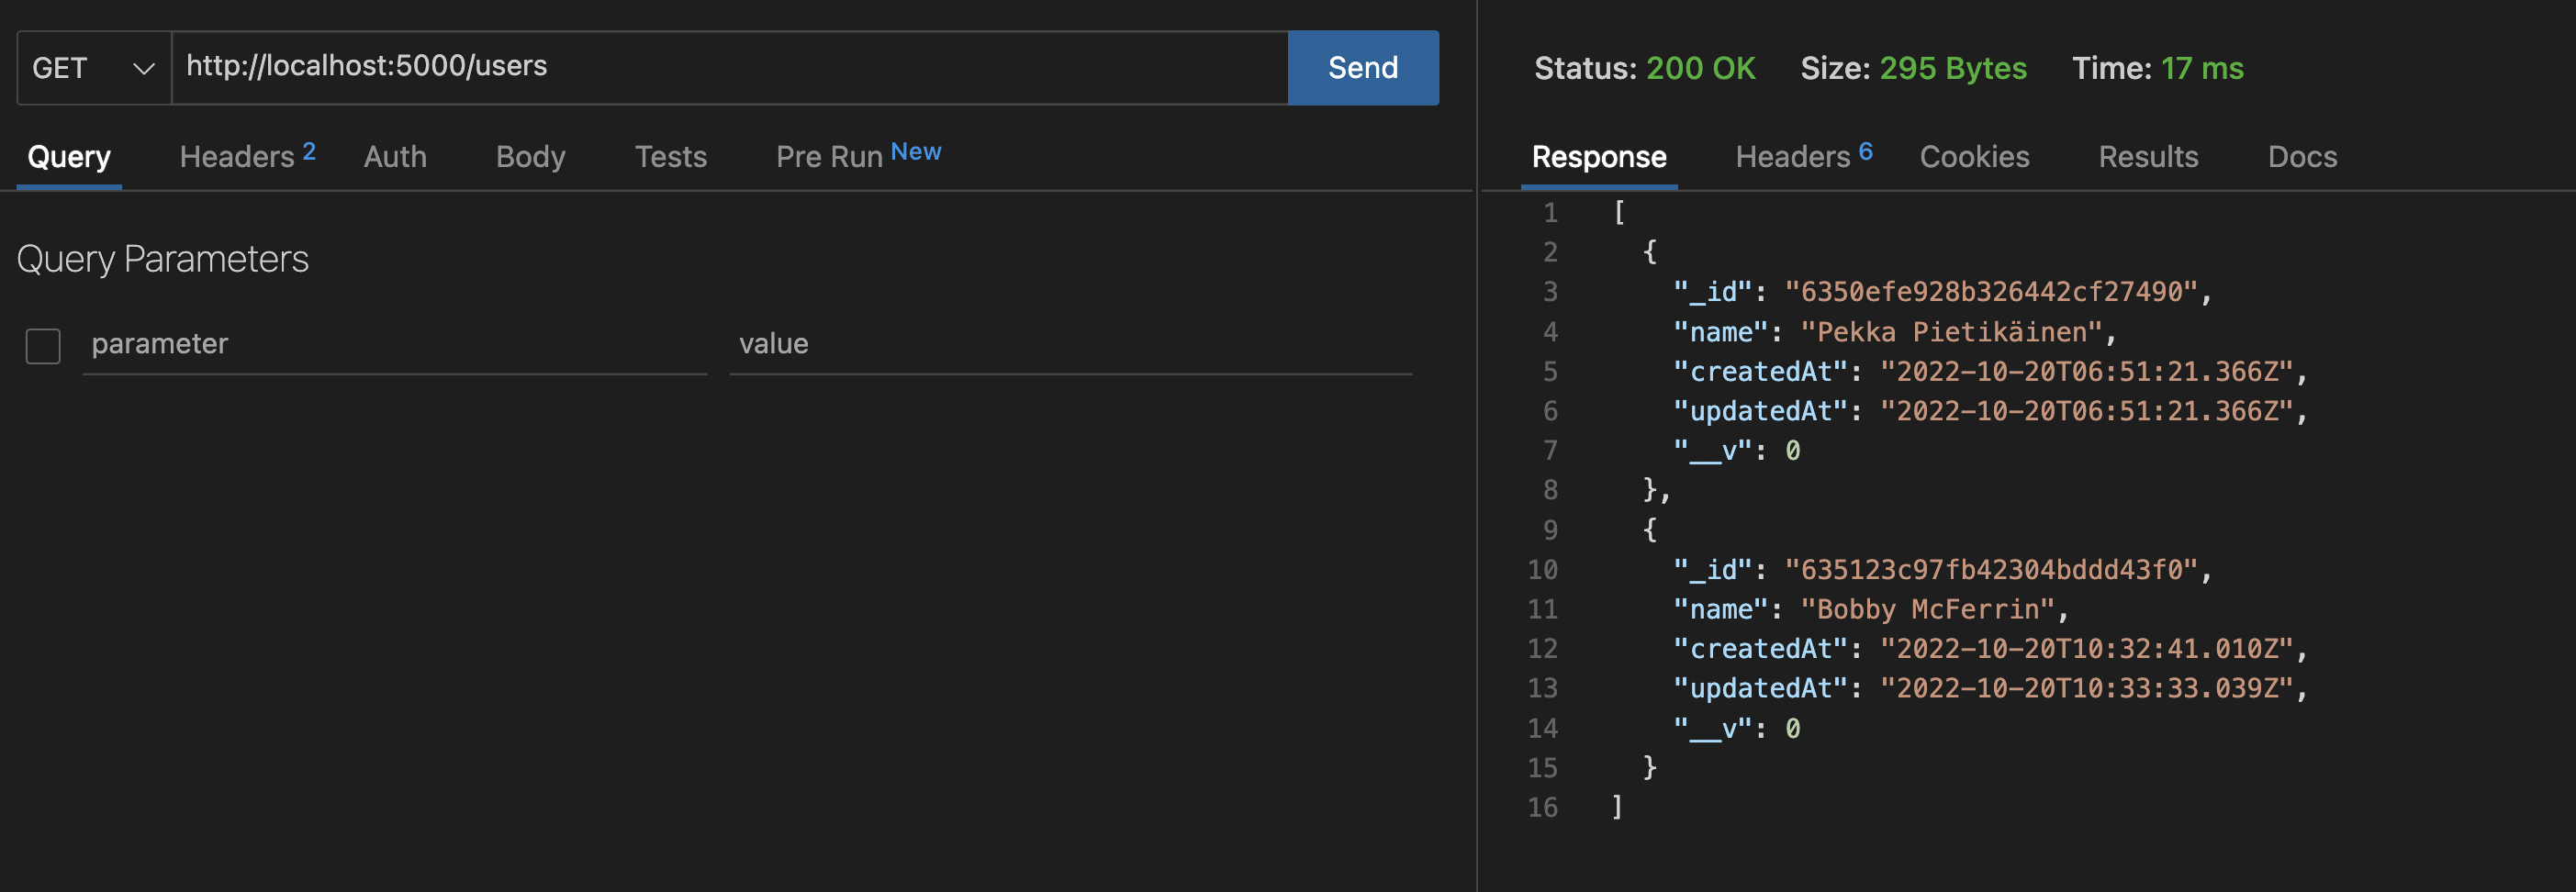 GET http://localhost:5000/users Send
Query Headers 2 Auth Body Tests Pre Run New
Query Parameters
parameter value
Status: 200 OK Size: 295 Bytes Time: 17 ms
Response Headers 6 Cookies Results Docs
1 [
2 {
3 "_id": "6350efe928b326442cf27490",
4 "name": "Pekka Pietikäinen",
5 "createdAt": "2022-10-20T06:51:21.366Z",
6 "updatedAt": "2022-10-20T06:51:21.366Z",
7 "__v": 0
8 },
9 {
10 "_id": "635123c97fb42304bddd43f0",
11 "name": "Bobby McFerrin",
12 "createdAt": "2022-10-20T10:32:41.010Z",
13 "updatedAt": "2022-10-20T10:33:33.039Z",
14 "__v": 0
15 }
16 ]